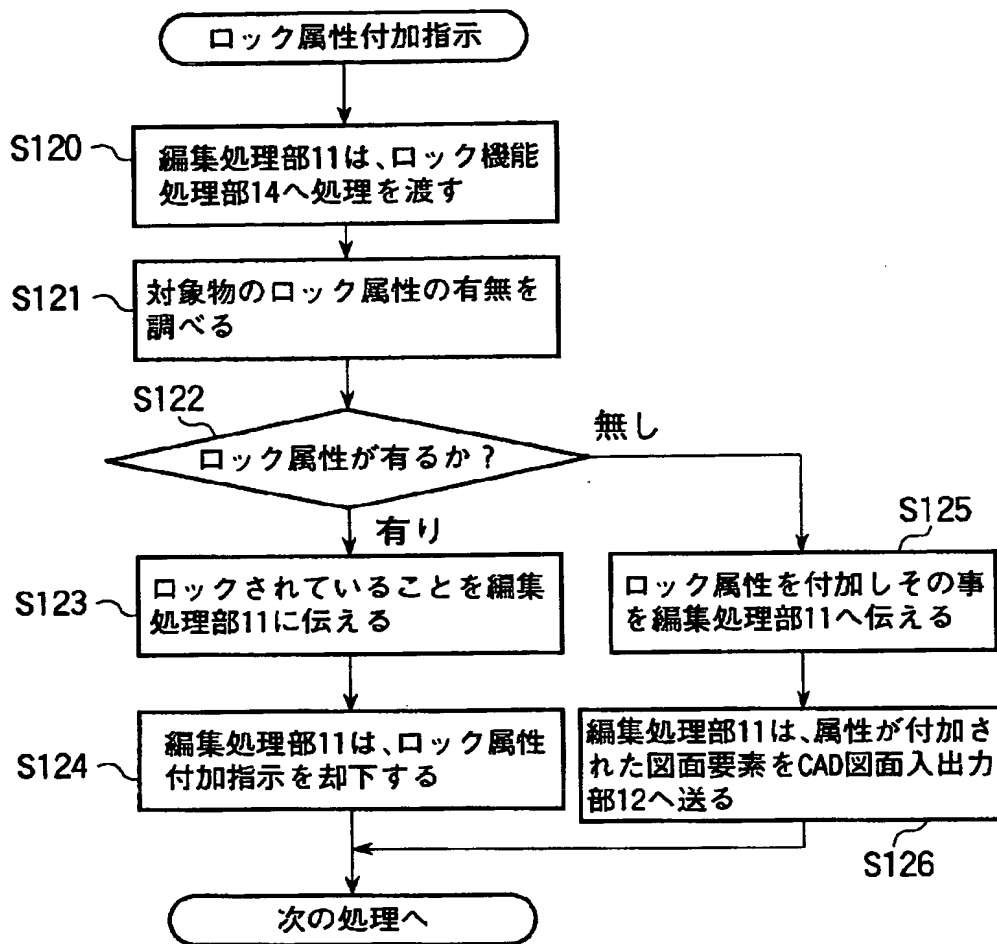 ロック属性付加指示
S120
編集処理部11は、ロック機能
処理部14へ処理を渡す
S121
対象物のロック属性の有無を
調べる
S122
ロック属性が有るか?
無し
有り
S123
ロックされていることを編集
処理部11に伝える
S125
ロック属性を付加しその事
を編集処理部11へ伝える
S124
編集処理部11は、ロック属性
付加指示を却下する
編集処理部11は、属性が付加さ
れた図面要素をCAD図面入出力
部12へ送る
S126
次の処理へ